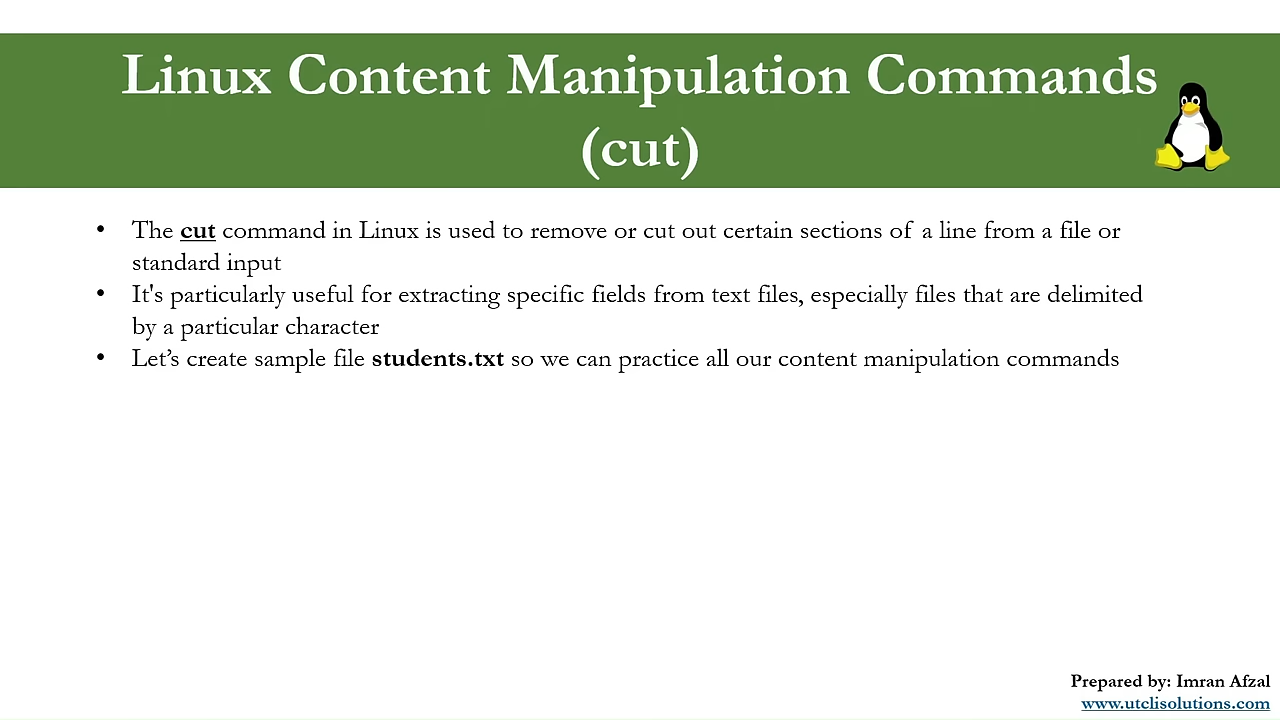 Linux Content Manipulation Commands
(cut)
• The cut command in Linux is used to remove or cut out certain sections of a line from a file or
standard input
• It's particularly useful for extracting specific fields from text files, especially files that are delimited
by a particular character
• Let’s create sample file students.txt so we can practice all our content manipulation commands
Prepared by: Imran Afzal
www.utclisolutions.com